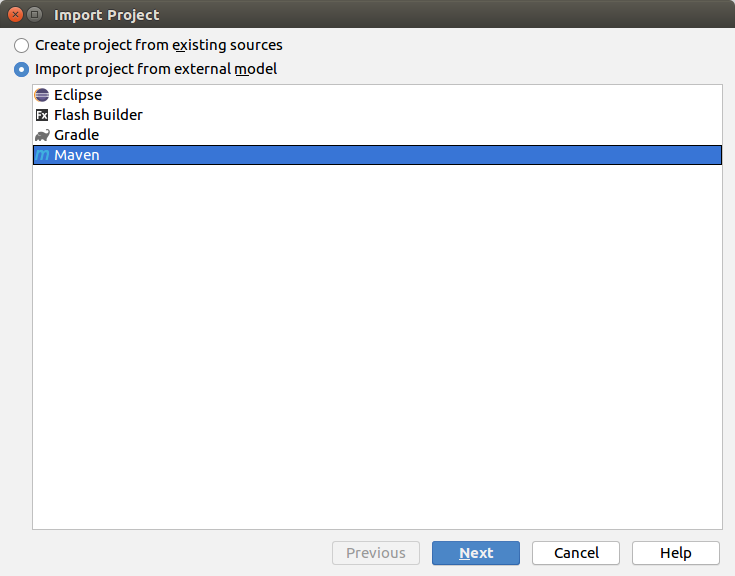 Import Project
Create project from existing sources
Import project from external model
Eclipse
Fx Flash Builder
Gradle
m Maven
Previous Next Cancel Help